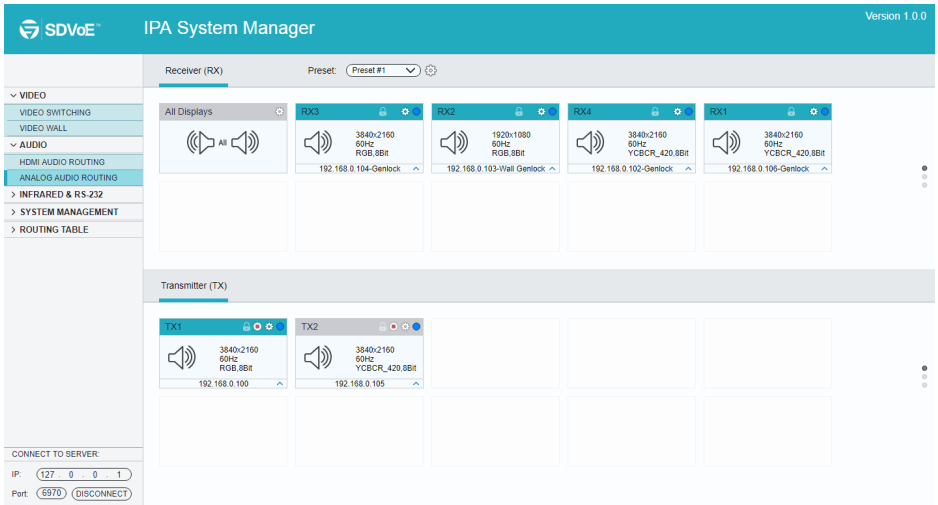 SDVoE™
IPA System Manager
Version 1.0.0
Receiver (RX)
Preset: Preset #1
VIDEO
VIDEO SWITCHING
VIDEO WALL
AUDIO
HDMI AUDIO ROUTING
ANALOG AUDIO ROUTING
INFRARED & RS-232
SYSTEM MANAGEMENT
ROUTING TABLE
All Displays
All
RX3
3840x2160
60Hz
RGB,8Bit
192.168.0.104-Genlock
RX2
1920x1080
60Hz
RGB,8Bit
192.168.0.103-Wall Genlock
RX4
3840x2160
60Hz
YCBCR_420,8Bit
192.168.0.102-Genlock
RX1
3840x2160
60Hz
YCBCR_420,8Bit
192.168.0.106-Genlock
Transmitter (TX)
TX1
3840x2160
60Hz
RGB,8Bit
192.168.0.100
TX2
3840x2160
60Hz
YCBCR_420,8Bit
192.168.0.105
CONNECT TO SERVER:
IP: 127 . 0 . 0 . 1
Port: 6970 DISCONNECT